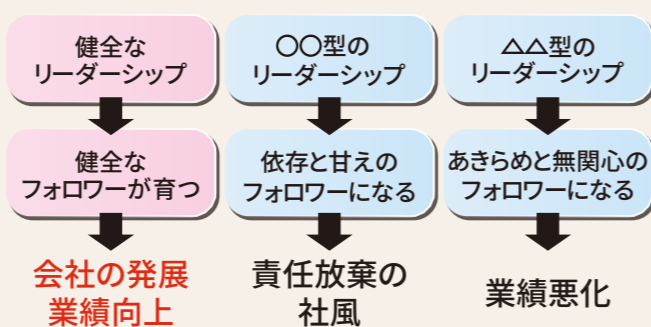 健全な
リーダーシップ
〇〇型の
リーダーシップ
△△型の
リーダーシップ
健全な
フォロワーが育つ
依存と甘えの
フォロワーになる
あきらめと無関心の
フォロワーになる
会社の発展
業績向上
責任放棄の
社風
業績悪化